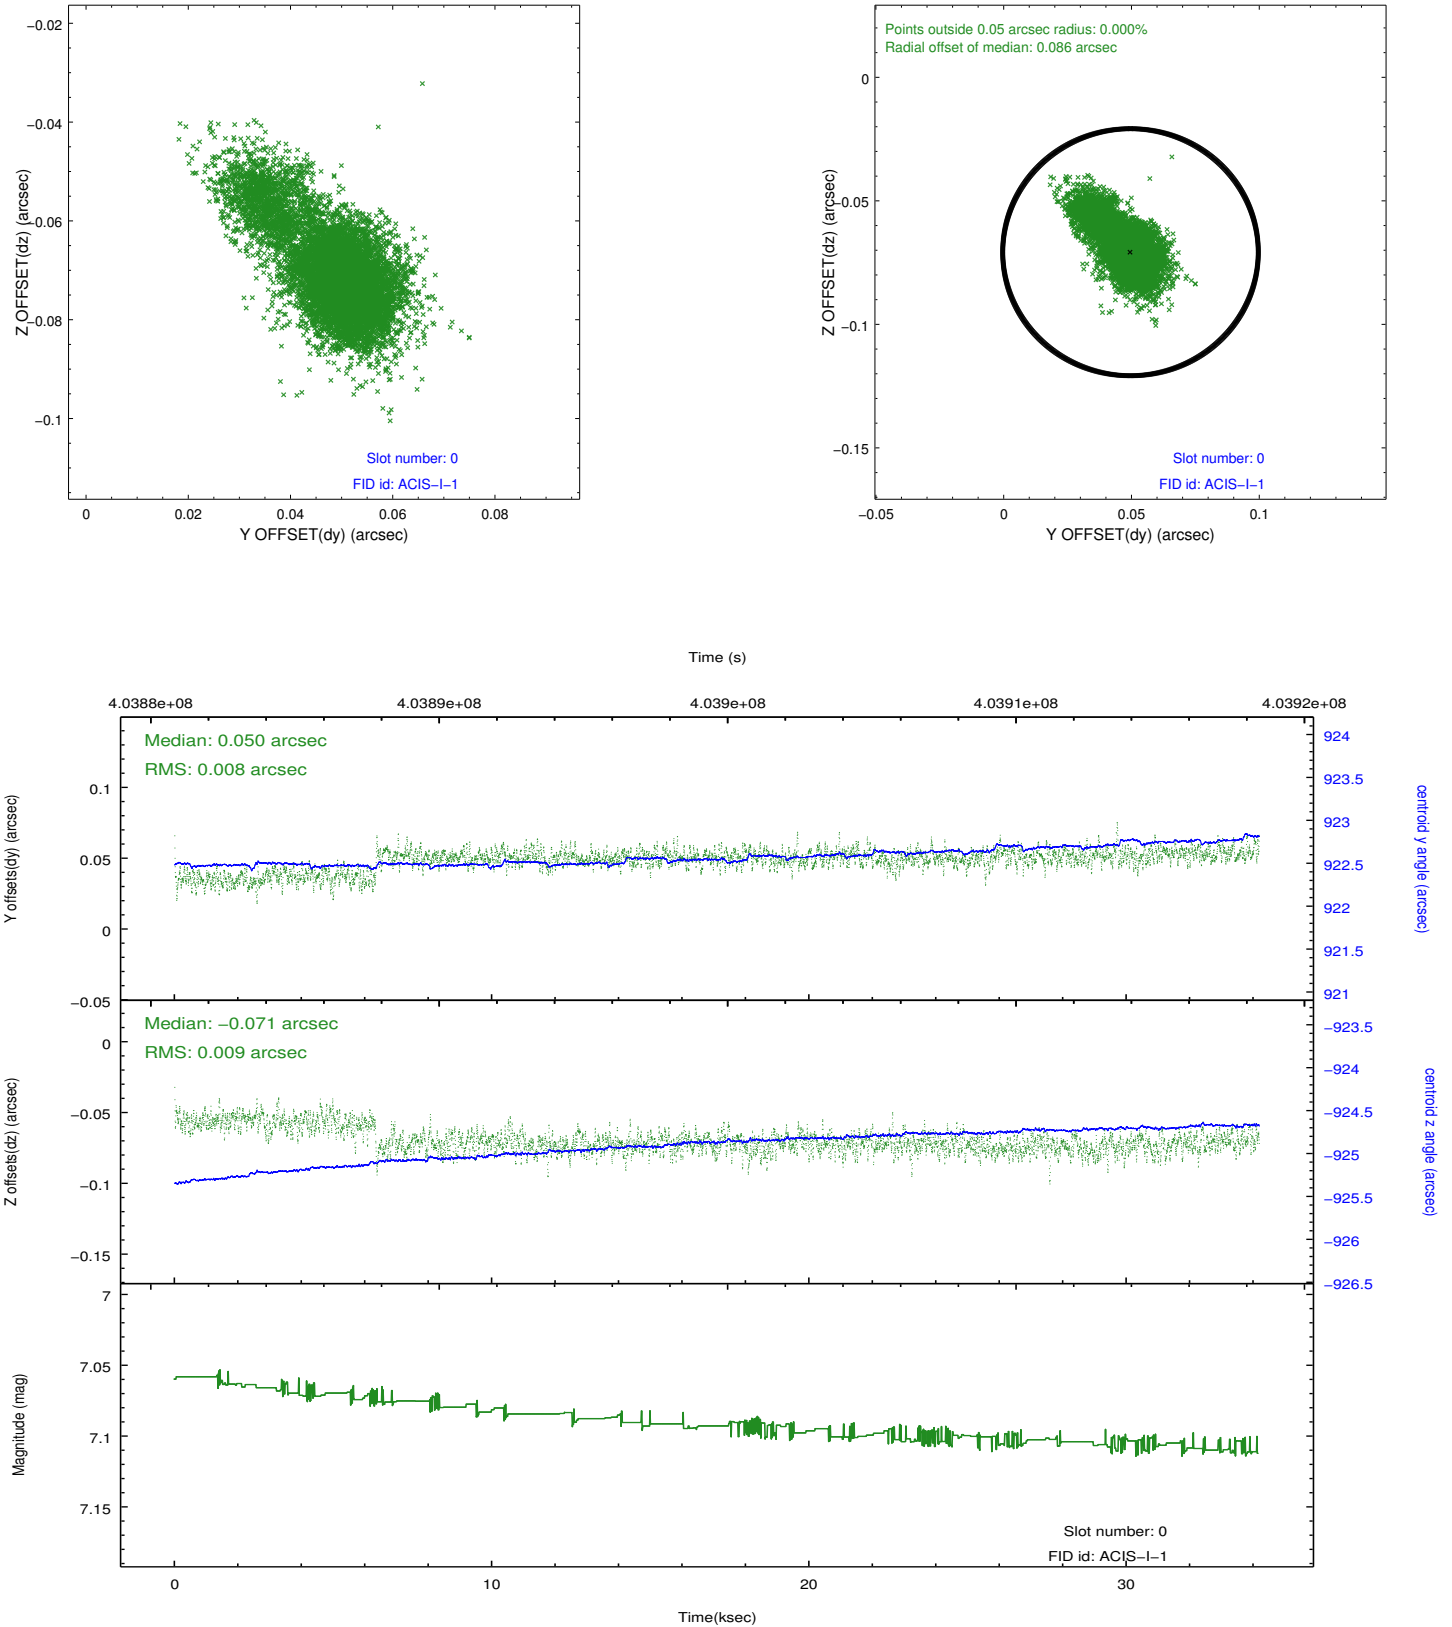 −0.02
−0.04
−0.06
−0.08
−0.1
Z OFFSET(dz) (arcsec)
Slot number: 0
FID id: ACIS−I−1
0 0.02 0.04 0.06 0.08
Y OFFSET(dy) (arcsec)
Points outside 0.05 arcsec radius: 0.000%
Radial offset of median: 0.086 arcsec
0
−0.05
−0.1
−0.15
Z OFFSET(dz) (arcsec)
Slot number: 0
FID id: ACIS−I−1
−0.05 0 0.05 0.1
Y OFFSET(dy) (arcsec)
Time (s)
4.0388e+08 4.0389e+08 4.039e+08 4.0391e+08 4.0392e+08
Median: 0.050 arcsec
RMS: 0.008 arcsec
0.1
0.05
0
−0.05
Y offsets(dy) (arcsec)
924
923.5
923
922.5
922
921.5
921
centroid y angle (arcsec)
Median: −0.071 arcsec
RMS: 0.009 arcsec
0
−0.05
−0.1
−0.15
Z offsets(dz) (arcsec)
−923.5
−924
−924.5
−925
−925.5
−926
−926.5
centroid z angle (arcsec)
7
7.05
7.1
7.15
Magnitude (mag)
Slot number: 0
FID id: ACIS−I−1
0 10 20 30
Time(ksec)